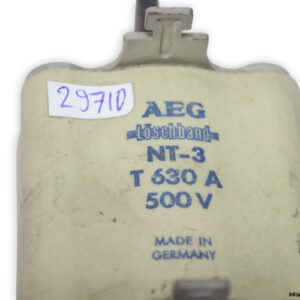 29710
AEG
Löschband
NT-3
T 630 A
500 V
MADE IN
GERMANY